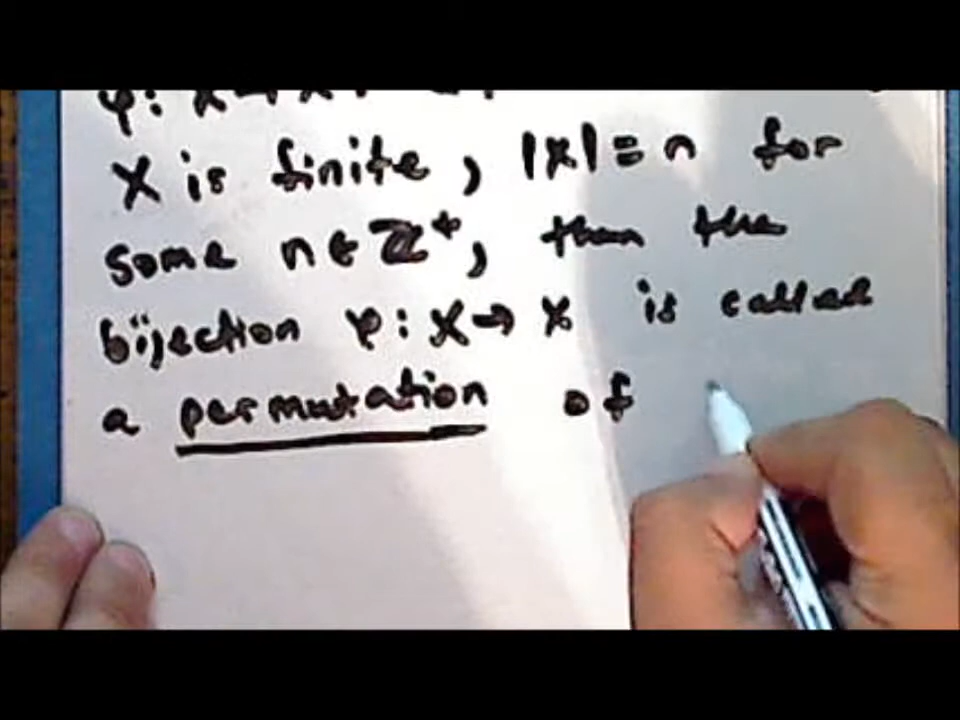 φ: X→X
X is finite, |X| = n for
some n ∈ ℤ⁺, then the
bijection φ: X → X is called
a permutation of